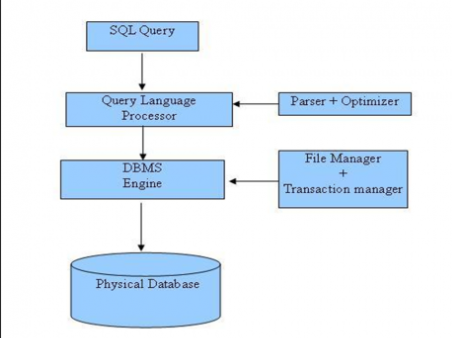 SQL Query
Query Language
Processor
Parser + Optimizer
DBMS
Engine
File Manager
+
Transaction manager
Physical Database